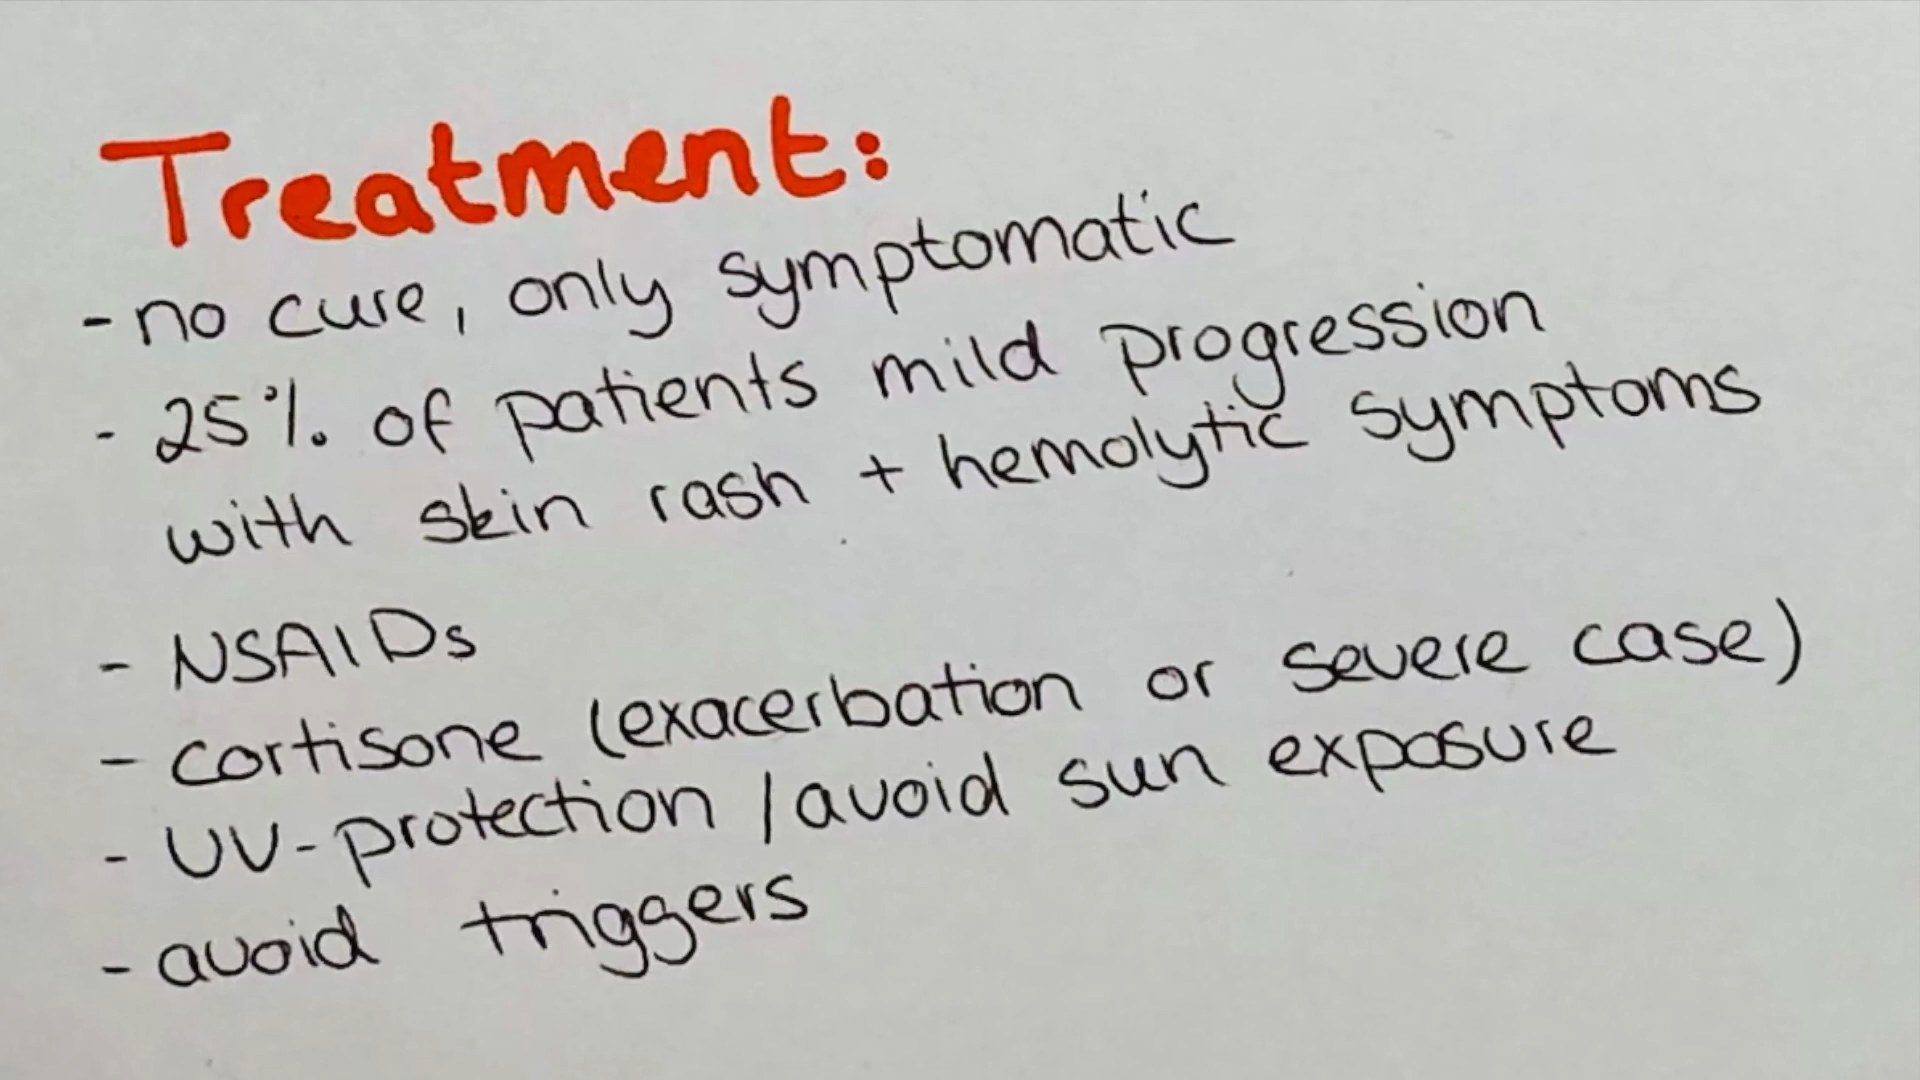 Treatment:
- no cure, only symptomatic
- 25% of patients mild progression
with skin rash + hemolytic symptoms
- NSAIDs
- cortisone (exacerbation or severe case)
- UV-protection / avoid sun exposure
- avoid triggers